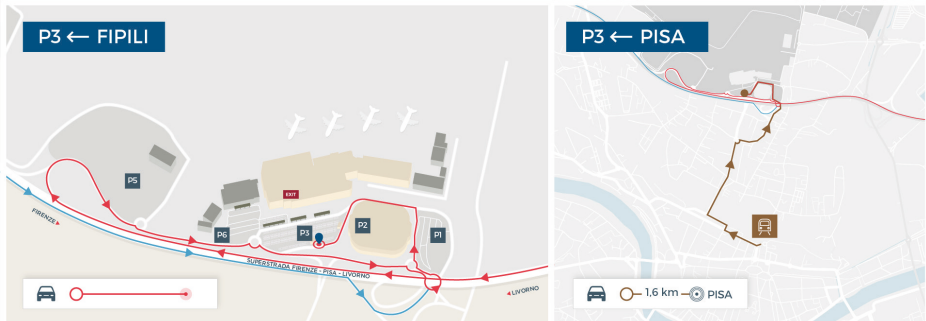 P3 ← FIPILI
P5
EXIT
P6
P3
P2
P1
FIRENZE
SUPERSTRADA FIRENZE - PISA - LIVORNO
LIVORNO
P3 ← PISA
1,6 km
PISA